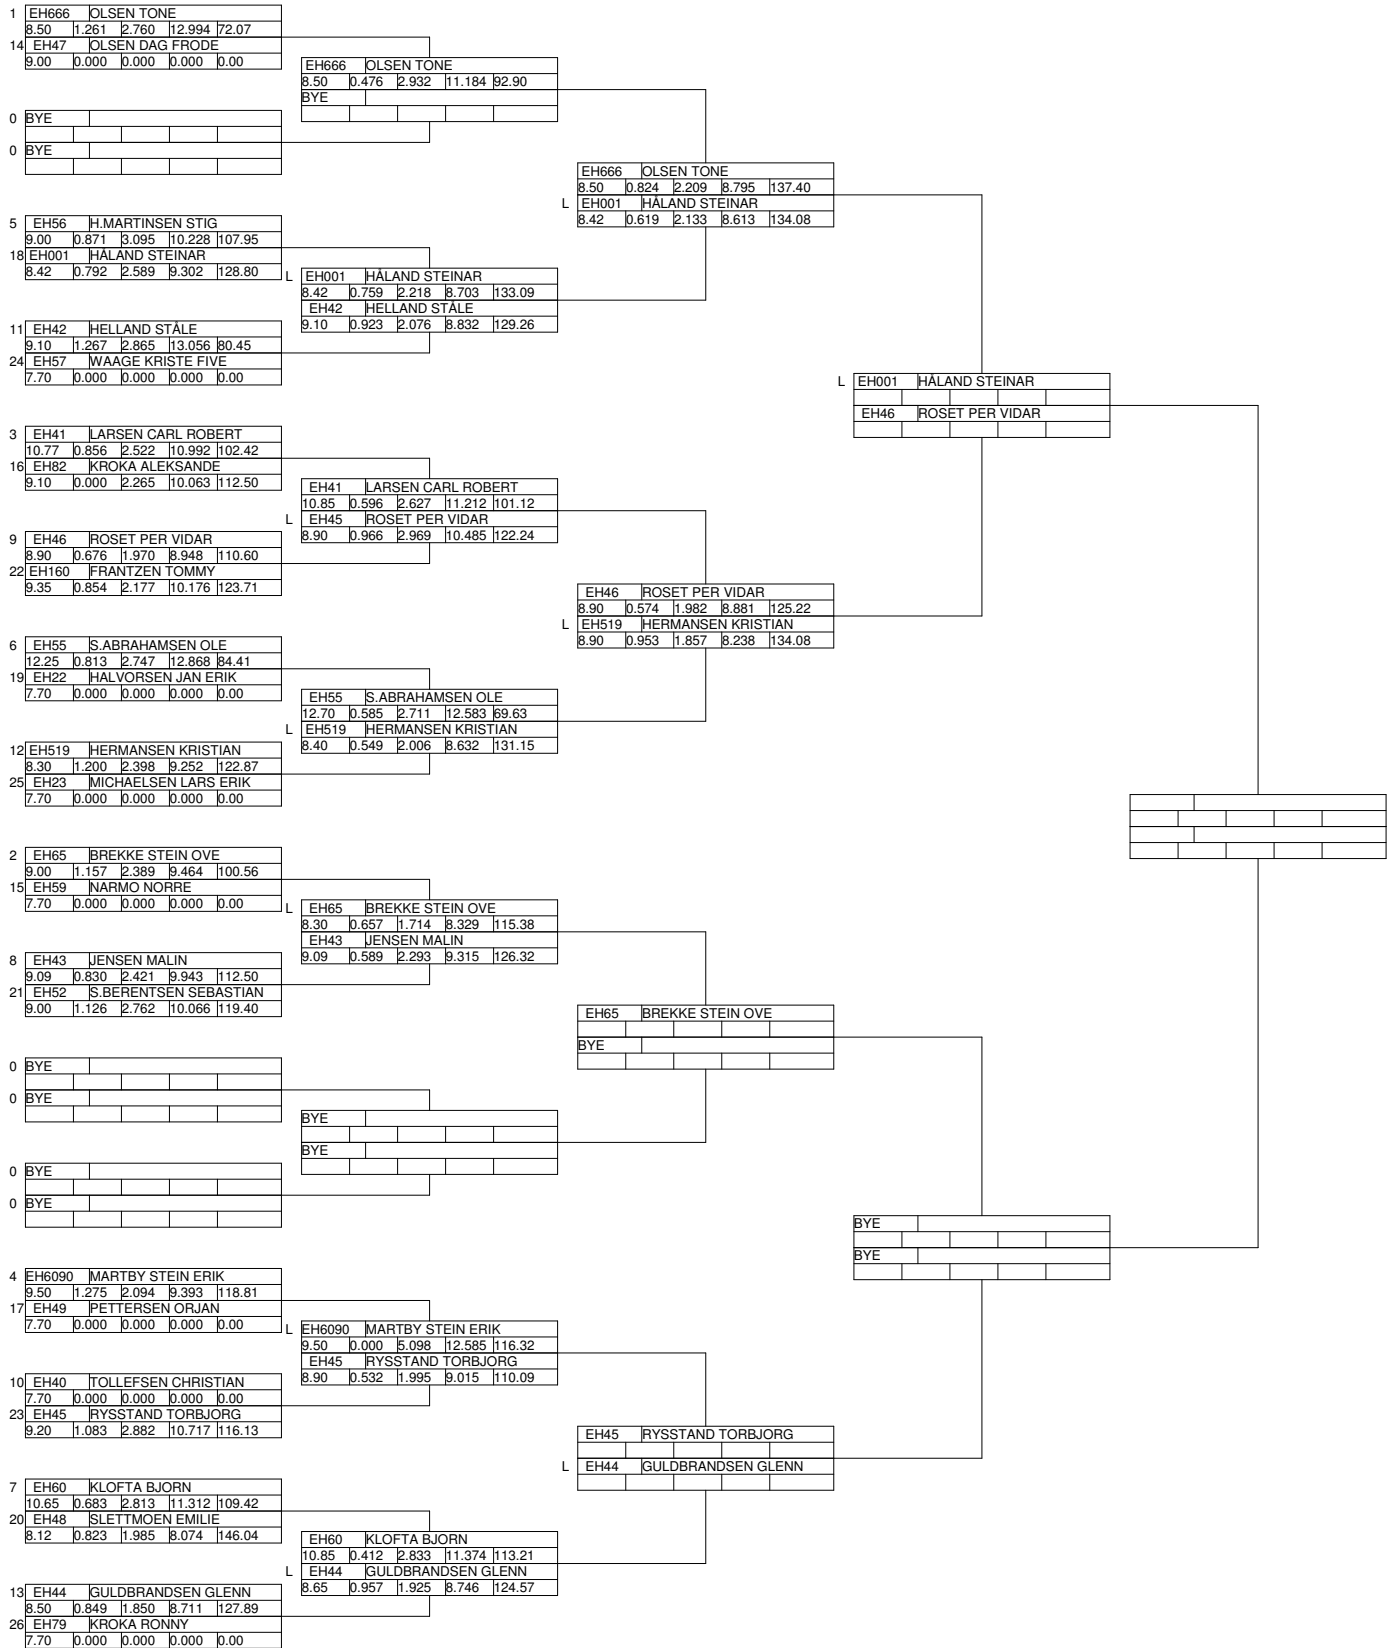 1 EH666 OLSEN TONE
8.50 1.261 2.760 12.994 72.07
14 EH47 OLSEN DAG FRODE
9.00 0.000 0.000 0.000 0.00
0 BYE
0 BYE
5 EH56 H.MARTINSEN STIG
9.00 0.871 3.095 10.228 107.95
18 EH001 HÅLAND STEINAR
8.42 0.792 2.589 9.302 128.80
11 EH42 HELLAND STÅLE
9.10 1.267 2.865 13.056 80.45
24 EH57 WAAGE KRISTE FIVE
7.70 0.000 0.000 0.000 0.00
3 EH41 LARSEN CARL ROBERT
10.77 0.856 2.522 10.992 102.42
16 EH82 KROKA ALEKSANDE
9.10 0.000 2.265 10.063 112.50
9 EH46 ROSET PER VIDAR
8.90 0.676 1.970 8.948 110.60
22 EH160 FRANTZEN TOMMY
9.35 0.854 2.177 10.176 123.71
6 EH55 S.ABRAHAMSEN OLE
12.25 0.813 2.747 12.868 84.41
19 EH22 HALVORSEN JAN ERIK
7.70 0.000 0.000 0.000 0.00
12 EH519 HERMANSEN KRISTIAN
8.30 1.200 2.398 9.252 122.87
25 EH23 MICHAELSEN LARS ERIK
7.70 0.000 0.000 0.000 0.00
2 EH65 BREKKE STEIN OVE
9.00 1.157 2.389 9.464 100.56
15 EH59 NARMO NORRE
7.70 0.000 0.000 0.000 0.00
8 EH43 JENSEN MALIN
9.09 0.830 2.421 9.943 112.50
21 EH52 S.BERENTSEN SEBASTIAN
9.00 1.126 2.762 10.066 119.40
0 BYE
0 BYE
0 BYE
0 BYE
4 EH6090 MARTBY STEIN ERIK
9.50 1.275 2.094 9.393 118.81
17 EH49 PETTERSEN ORJAN
7.70 0.000 0.000 0.000 0.00
10 EH40 TOLLEFSEN CHRISTIAN
7.70 0.000 0.000 0.000 0.00
23 EH45 RYSSTAND TORBJORG
9.20 1.083 2.882 10.717 116.13
7 EH60 KLOFTA BJORN
10.65 0.683 2.813 11.312 109.42
20 EH48 SLETTMOEN EMILIE
8.12 0.823 1.985 8.074 146.04
13 EH44 GULDBRANDSEN GLENN
8.50 0.849 1.850 8.711 127.89
26 EH79 KROKA RONNY
7.70 0.000 0.000 0.000 0.00
EH666 OLSEN TONE
8.50 0.476 2.932 11.184 92.90
BYE
L EH001 HÅLAND STEINAR
8.42 0.759 2.218 8.703 133.09
EH42 HELLAND STÅLE
9.10 0.923 2.076 8.832 129.26
EH41 LARSEN CARL ROBERT
10.85 0.596 2.627 11.212 101.12
L EH45 ROSET PER VIDAR
8.90 0.966 2.969 10.485 122.24
EH55 S.ABRAHAMSEN OLE
12.70 0.585 2.711 12.583 69.63
L EH519 HERMANSEN KRISTIAN
8.40 0.549 2.006 8.632 131.15
L EH65 BREKKE STEIN OVE
8.30 0.657 1.714 8.329 115.38
EH43 JENSEN MALIN
9.09 0.589 2.293 9.315 126.32
BYE
BYE
L EH6090 MARTBY STEIN ERIK
9.50 0.000 5.098 12.585 116.32
EH45 RYSSTAND TORBJORG
8.90 0.532 1.995 9.015 110.09
EH60 KLOFTA BJORN
10.85 0.412 2.833 11.374 113.21
L EH44 GULDBRANDSEN GLENN
8.65 0.957 1.925 8.746 124.57
EH666 OLSEN TONE
8.50 0.824 2.209 8.795 137.40
L EH001 HÅLAND STEINAR
8.42 0.619 2.133 8.613 134.08
EH46 ROSET PER VIDAR
8.90 0.574 1.982 8.881 125.22
L EH519 HERMANSEN KRISTIAN
8.90 0.953 1.857 8.238 134.08
EH65 BREKKE STEIN OVE
BYE
EH45 RYSSTAND TORBJORG
L EH44 GULDBRANDSEN GLENN
L EH001 HÅLAND STEINAR
EH46 ROSET PER VIDAR
BYE
BYE